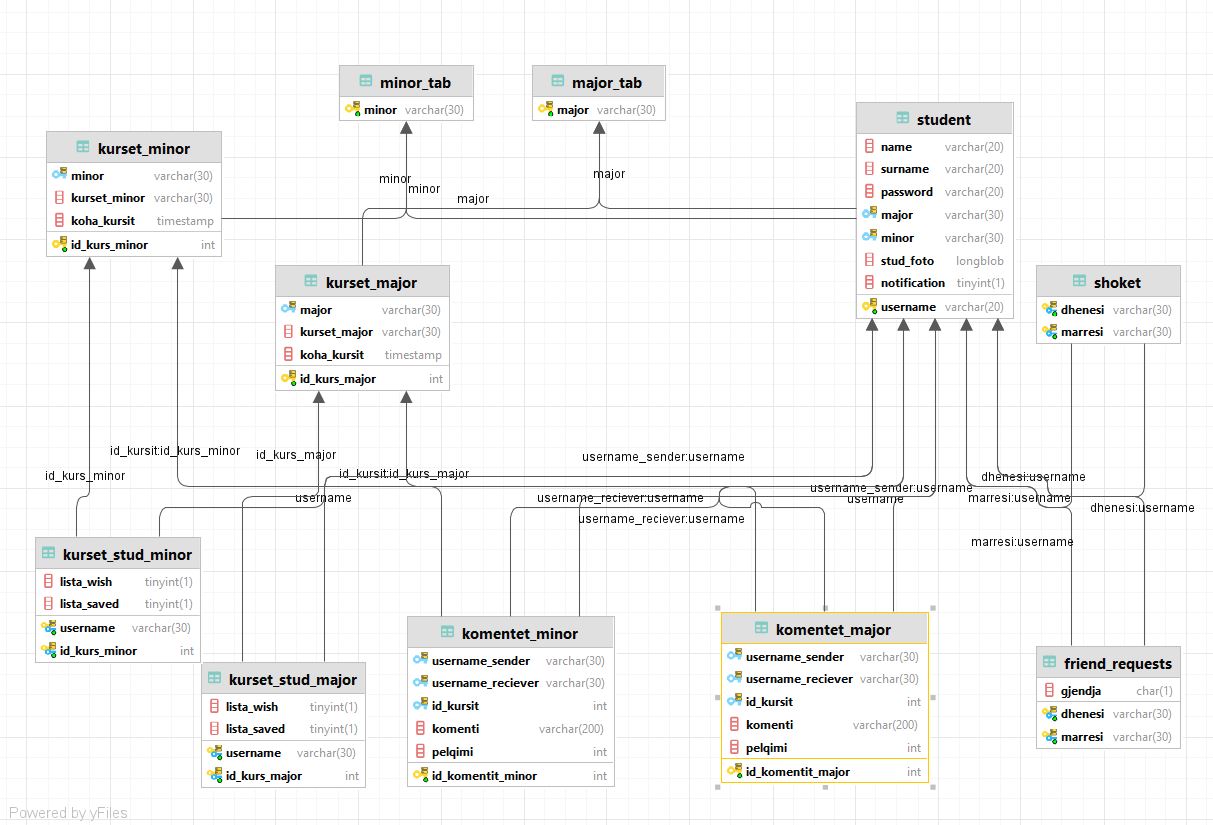 minor_tab
minor varchar(30)
major_tab
major varchar(30)
student
name varchar(20)
surname varchar(20)
password varchar(20)
major varchar(30)
minor varchar(30)
stud_foto longblob
notification tinyint(1)
username varchar(20)
kurset_minor
minor varchar(30)
kurset_minor varchar(30)
koha_kursit timestamp
id_kurs_minor int
minor
minor
major
major
kurset_major
major varchar(30)
kurset_major varchar(30)
koha_kursit timestamp
id_kurs_major int
shoket
dhenesi varchar(30)
marresi varchar(30)
id_kursit:id_kurs_minor
id_kurs_major
username_sender:username
id_kurs_minor
id_kursit:id_kurs_major
dhenesi:username
username
username_reciever:username
username_sender:username
username
marresi:username
dhenesi:username
username_reciever:username
marresi:username
kurset_stud_minor
lista_wish tinyint(1)
lista_saved tinyint(1)
username varchar(30)
id_kurs_minor int
kurset_stud_major
lista_wish tinyint(1)
lista_saved tinyint(1)
username varchar(30)
id_kurs_major int
komentet_minor
username_sender varchar(30)
username_reciever varchar(30)
id_kursit int
komenti varchar(200)
pelqimi int
id_komentit_minor int
komentet_major
username_sender varchar(30)
username_reciever varchar(30)
id_kursit int
komenti varchar(200)
pelqimi int
id_komentit_major int
friend_requests
gjendja char(1)
dhenesi varchar(30)
marresi varchar(30)
Powered by yFiles